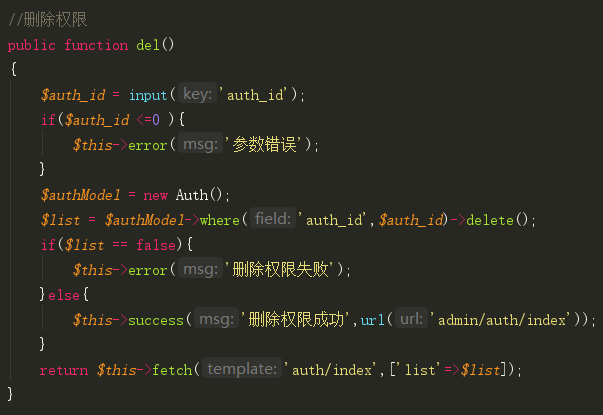 //删除权限
public function del()
{
$auth_id = input( key: 'auth_id');
if($auth_id <=0 ){
$this->error( msg: '参数错误');
}
$authModel = new Auth();
$list = $authModel->where( field: 'auth_id',$auth_id)->delete();
if($list == false){
$this->error( msg: '删除权限失败');
}else{
$this->success( msg: '删除权限成功',url( url: 'admin/auth/index'));
}
return $this->fetch( template: 'auth/index',['list'=>$list]);
}